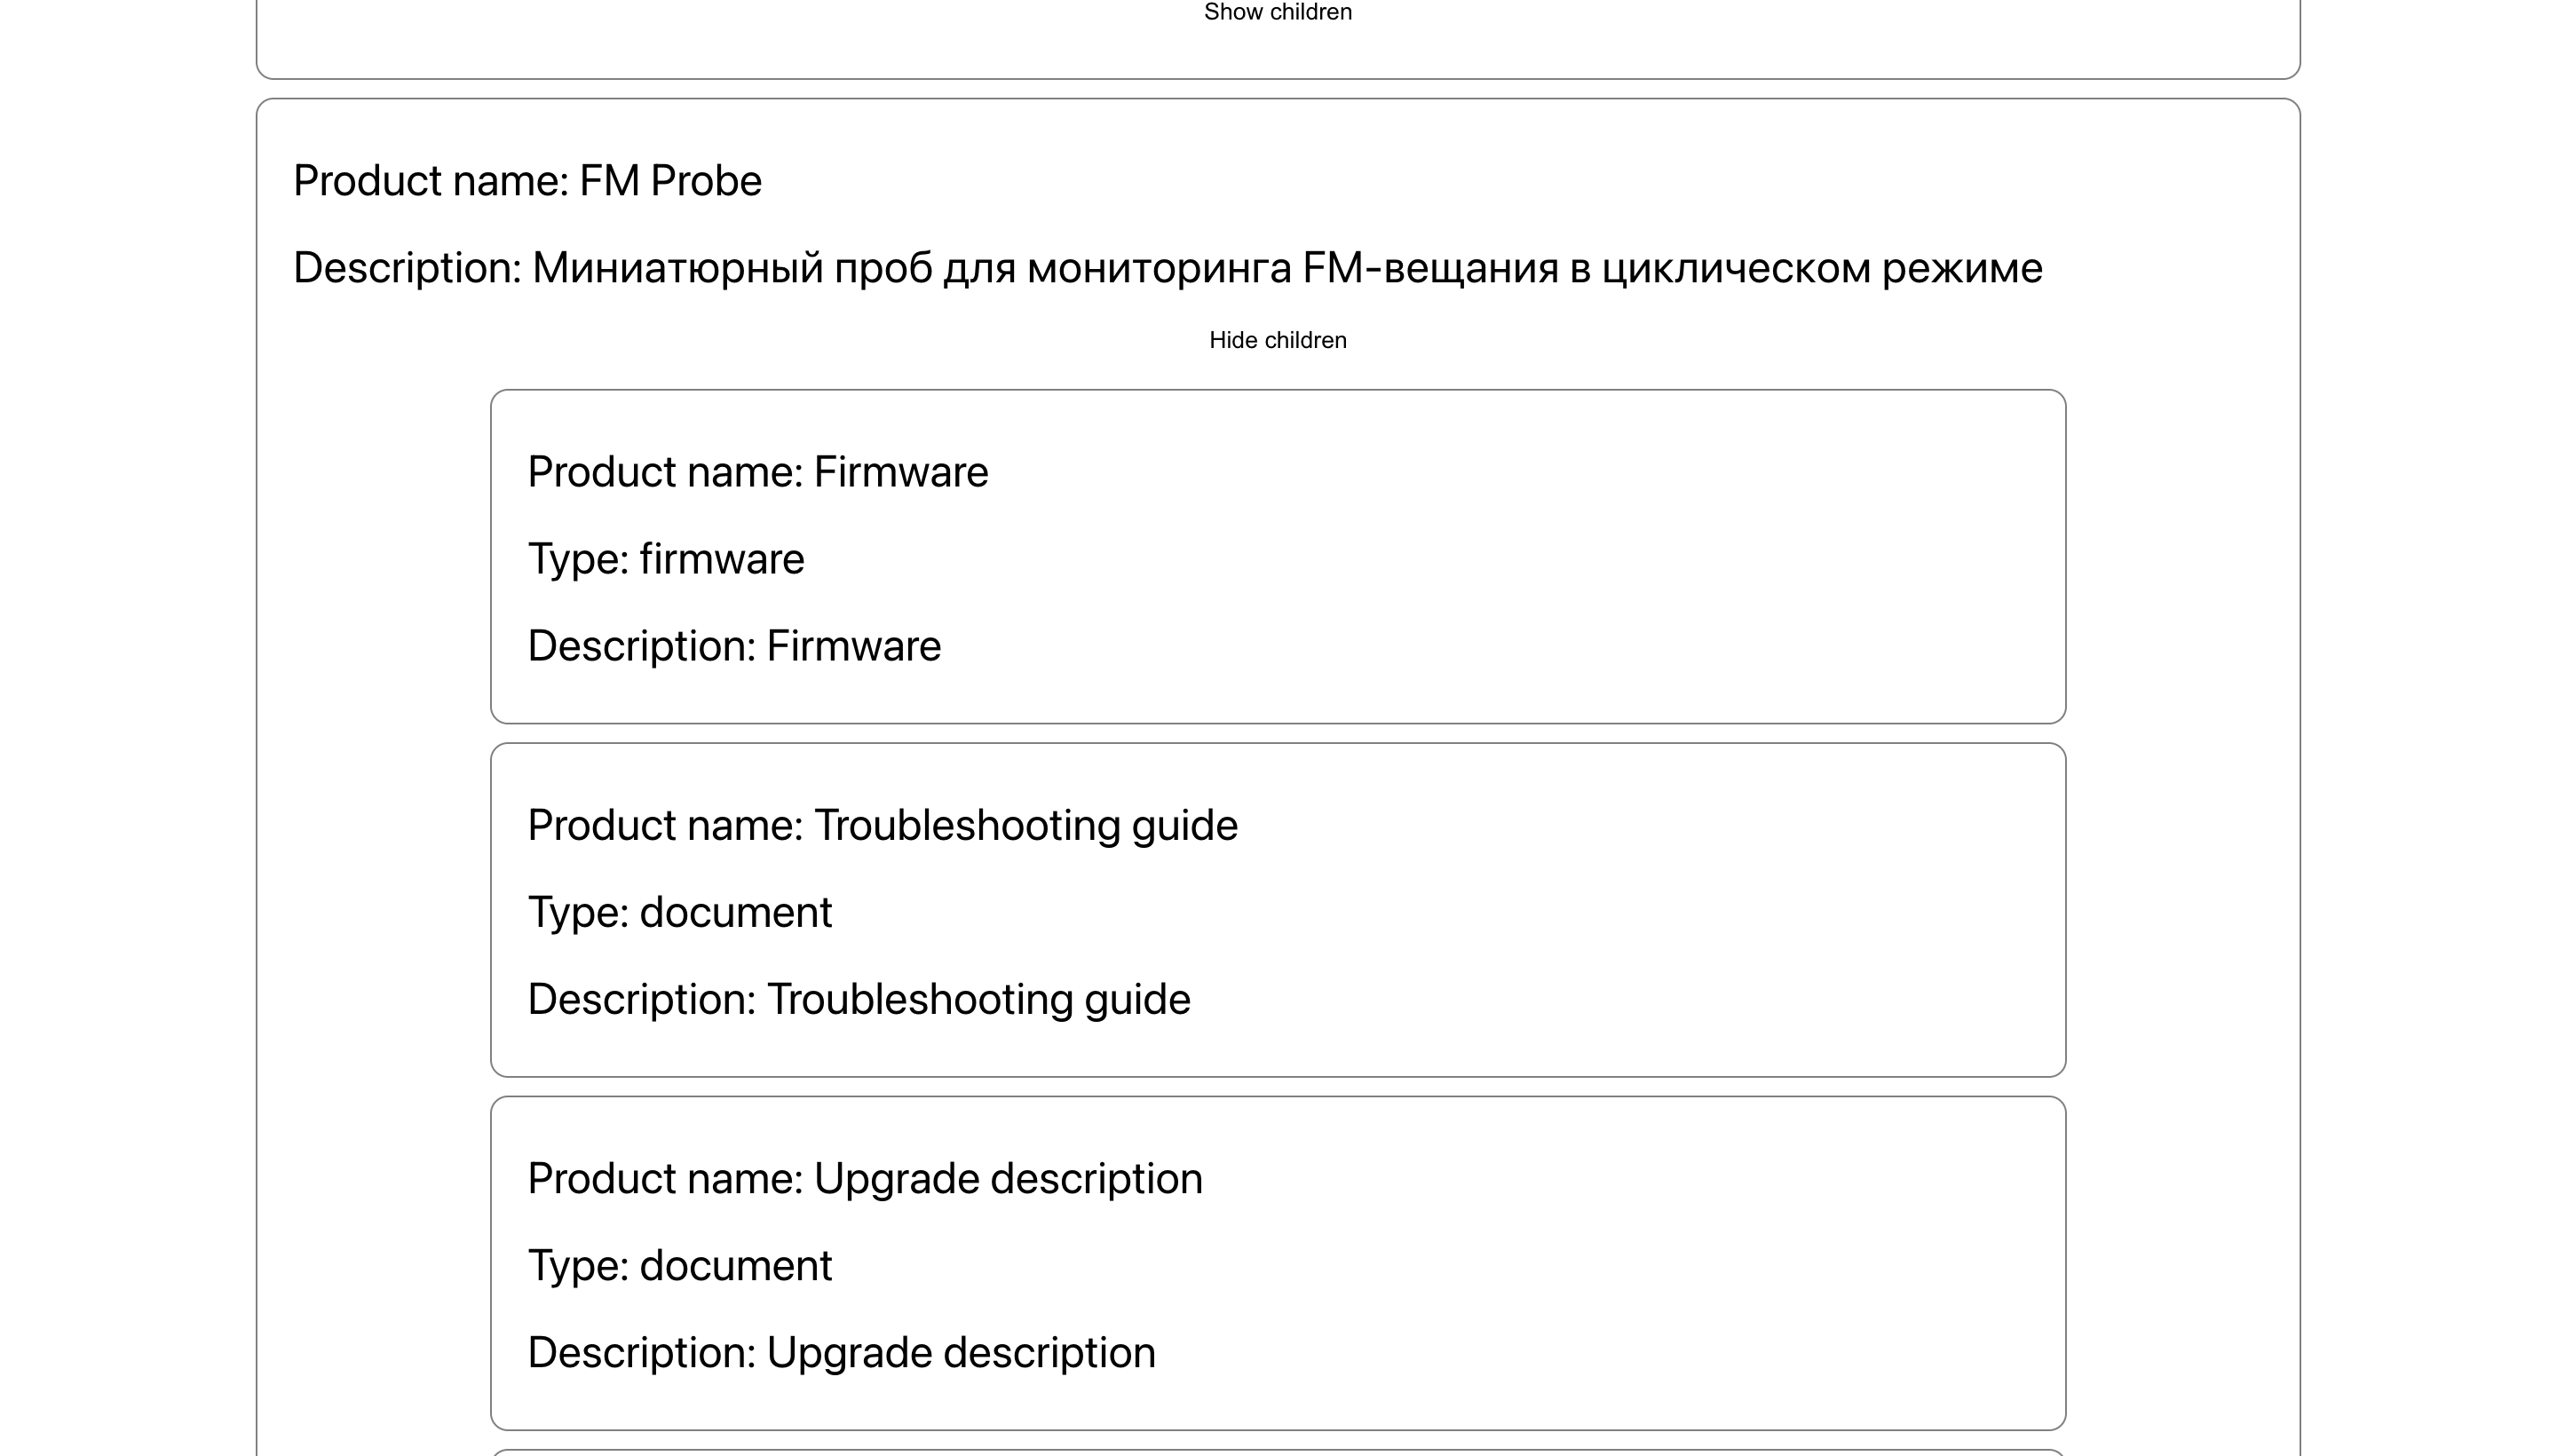 Show children
Product name: FM Probe
Description: Миниатюрный проб для мониторинга FM-вещания в циклическом режиме
Hide children
Product name: Firmware
Type: firmware
Description: Firmware
Product name: Troubleshooting guide
Type: document
Description: Troubleshooting guide
Product name: Upgrade description
Type: document
Description: Upgrade description